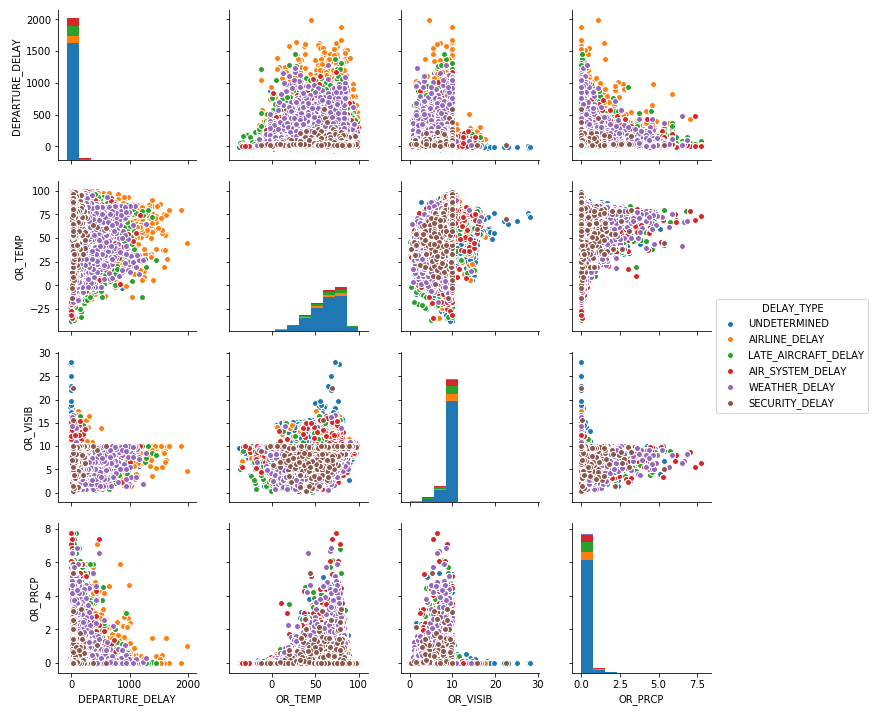 DEPARTURE_DELAY
2000
1500
1000
500
0
OR_TEMP
100
75
50
25
0
−25
OR_VISIB
30
25
20
15
10
5
0
OR_PRCP
8
6
4
2
0
0 1000 2000
DEPARTURE_DELAY
0 50 100
OR_TEMP
0 10 20 30
OR_VISIB
0.0 2.5 5.0 7.5
OR_PRCP
DELAY_TYPE
UNDETERMINED
AIRLINE_DELAY
LATE_AIRCRAFT_DELAY
AIR_SYSTEM_DELAY
WEATHER_DELAY
SECURITY_DELAY